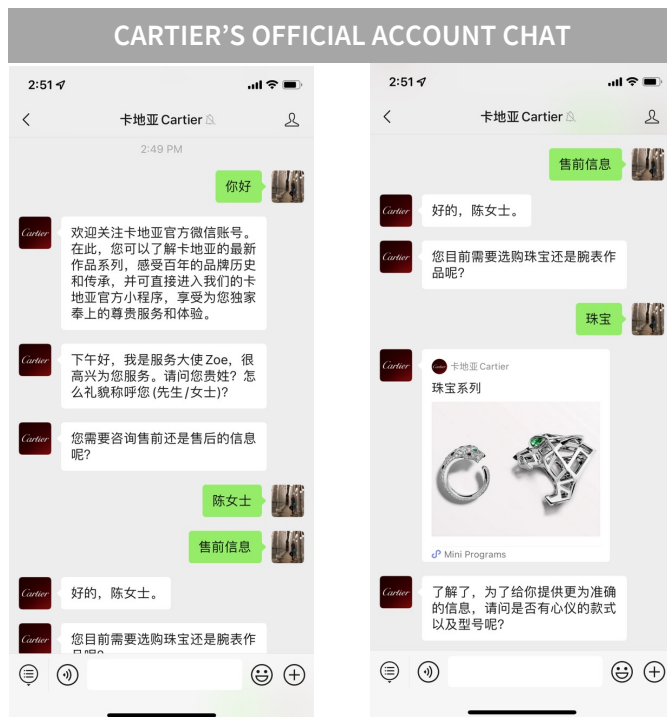 CARTIER'S OFFICIAL ACCOUNT CHAT
2:51
卡地亚 Cartier
2:49 PM
你好
Cartier
欢迎关注卡地亚官方微信账号。
在此，您可以了解卡地亚的最新
作品系列，感受百年的品牌历史
和传承，并可直接进入我们的卡
地亚官方小程序，享受为您独家
奉上的尊贵服务和体验。
Cartier
下午好，我是服务大使 Zoe，很
高兴为您服务。请问您贵姓？怎
么礼貌称呼您 (先生/女士)?
Cartier
您需要咨询售前还是售后的信息
呢?
陈女士
售前信息
Cartier
好的，陈女士。
Cartier
您目前需要选购珠宝还是腕表作
2:51
卡地亚 Cartier
售前信息
Cartier
好的，陈女士。
Cartier
您目前需要选购珠宝还是腕表作
品呢?
珠宝
Cartier
卡地亚 Cartier
珠宝系列
Mini Programs
Cartier
了解了，为了给你提供更为准确
的信息，请问是否有心仪的款式
以及型号呢?